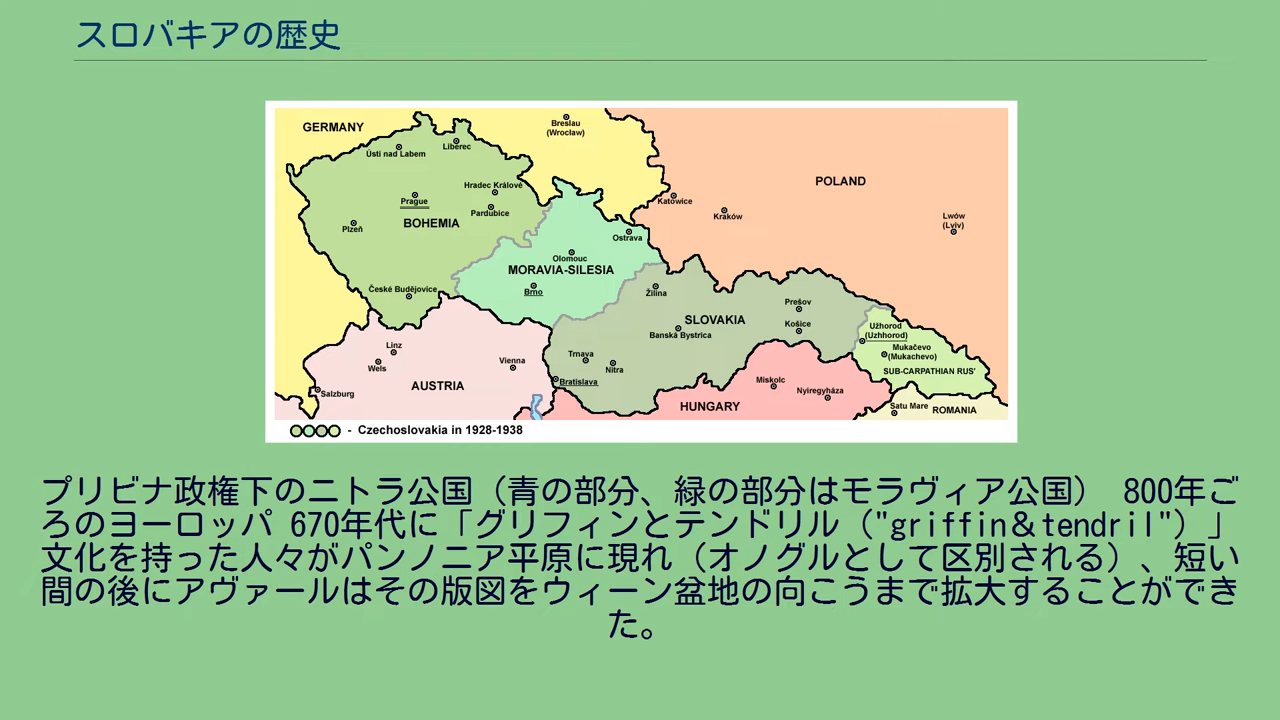 スロバキアの歴史
GERMANY
Breslau
(Wrocław)
Ústi nad Labem
Liberec
POLAND
Hradec Králové
Prague
Katowice
Pardubice
Kraków
Lwów
(Lviv)
BOHEMIA
Plzeň
Ostrava
Olomouc
MORAVIA-SILESIA
České Budějovice
Brno
Žilina
Prešov
SLOVAKIA
Košice
Užhorod
(Uzhhorod)
Banská Bystrica
Linz
Mukačevo
(Mukachevo)
Trnava
Vienna
Wels
Nitra
SUB-CARPATHIAN RUS'
Bratislava
Miskolc
AUSTRIA
Salzburg
Nyíregyháza
HUNGARY
Satu Mare
ROMANIA
- Czechoslovakia in 1928-1938
プリビナ政権下のニトラ公国（青の部分、緑の部分はモラヴィア公国） 800年ご
ろのヨーロッパ 670年代に「グリフィンとテンドリル（"griffin＆tendril"）」
文化を持った人々がパンノニア平原に現れ（オノグルとして区別される）、短い
間の後にアヴァールはその版図をウィーン盆地の向こうまで拡大することができ
た。